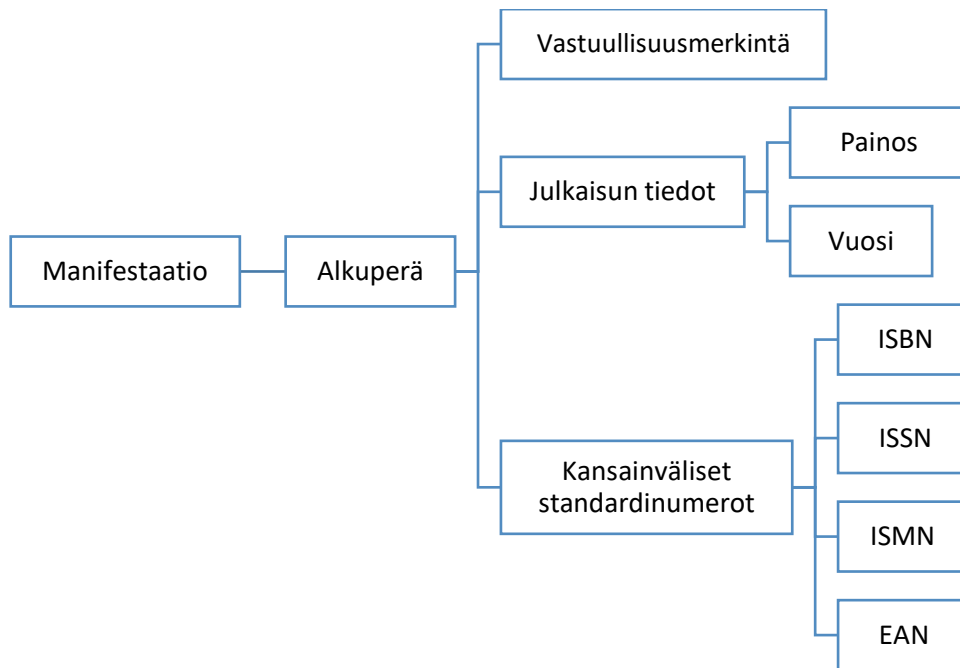 Manifestaatio
Alkuperä
Vastuullisuusmerkintä
Julkaisun tiedot
Painos
Vuosi
Kansainväliset
standardinumerot
ISBN
ISSN
ISMN
EAN